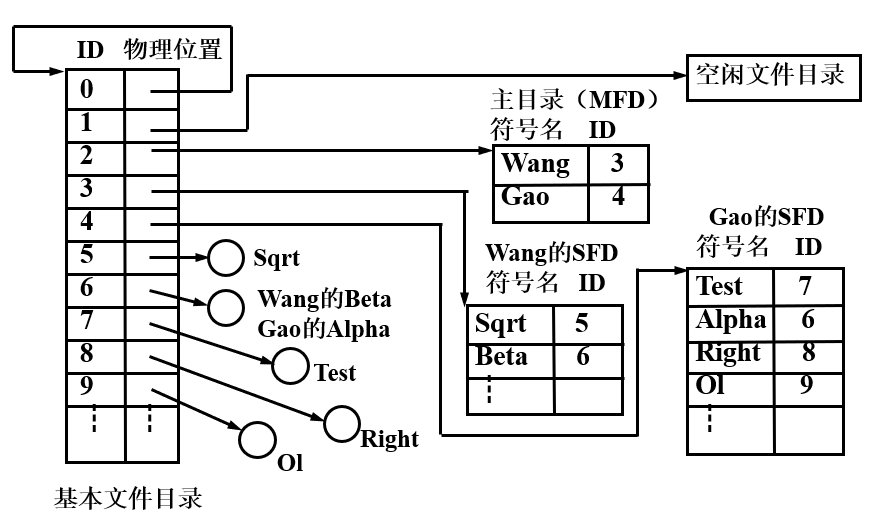 ID 物理位置
0
1
2
3
4
5
6
7
8
9
基本文件目录
空闲文件目录
主目录（MFD）
符号名 ID
Wang 3
Gao 4
Wang的SFD
符号名 ID
Sqrt 5
Beta 6
Gao的SFD
符号名 ID
Test 7
Alpha 6
Right 8
Ol 9
Sqrt
Wang的Beta
Gao的Alpha
Test
Right
Ol